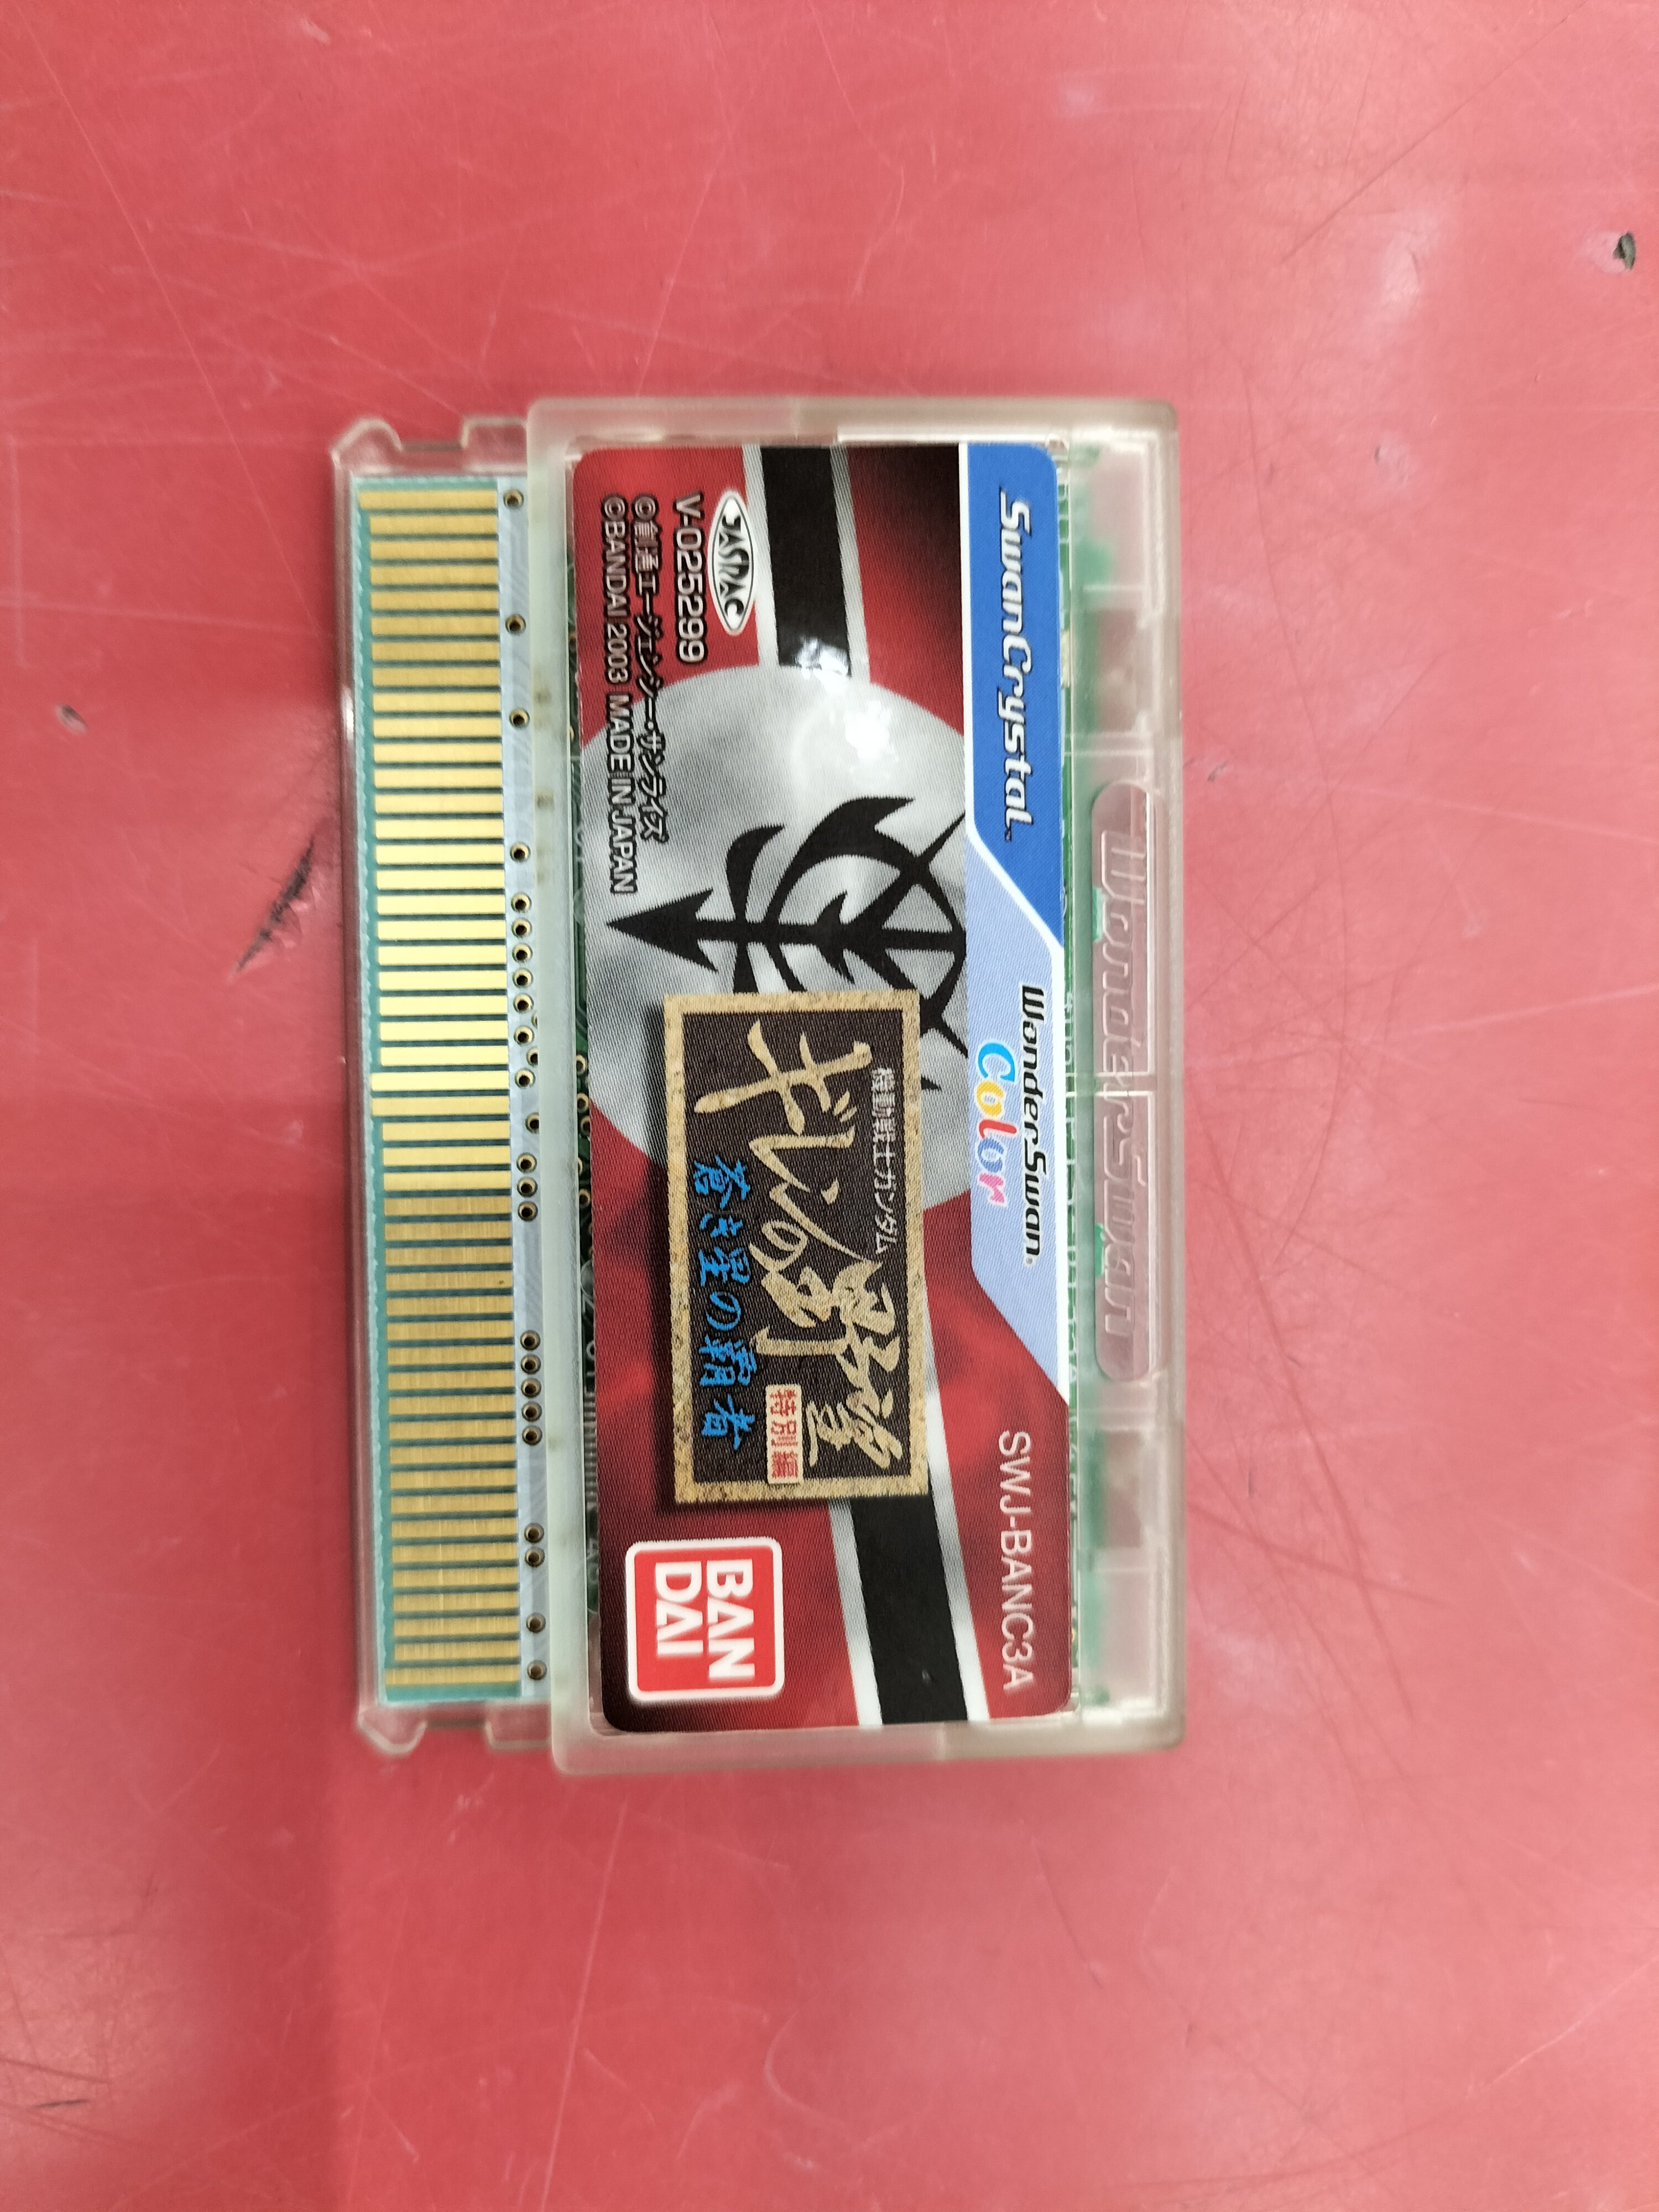 WonderSwan
SwanCrystal™
WonderSwan
Color
SWJ-BANC3A
機動戦士ガンダム
ギレンの野望
特別編
蒼き星の覇者
JASRAC
V-025299
©創通エージェンシー・サンライズ
©BANDAI 2003 MADE IN JAPAN
BAN
DAI